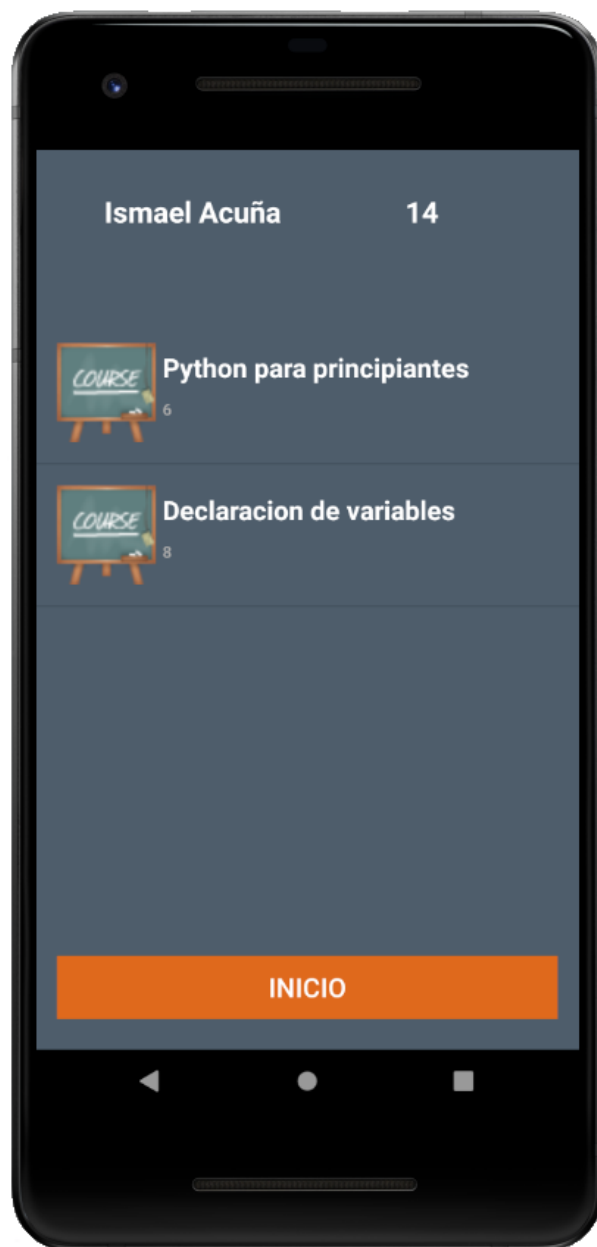 Ismael Acuña 14
COURSE
Python para principiantes
6
COURSE
Declaracion de variables
8
INICIO